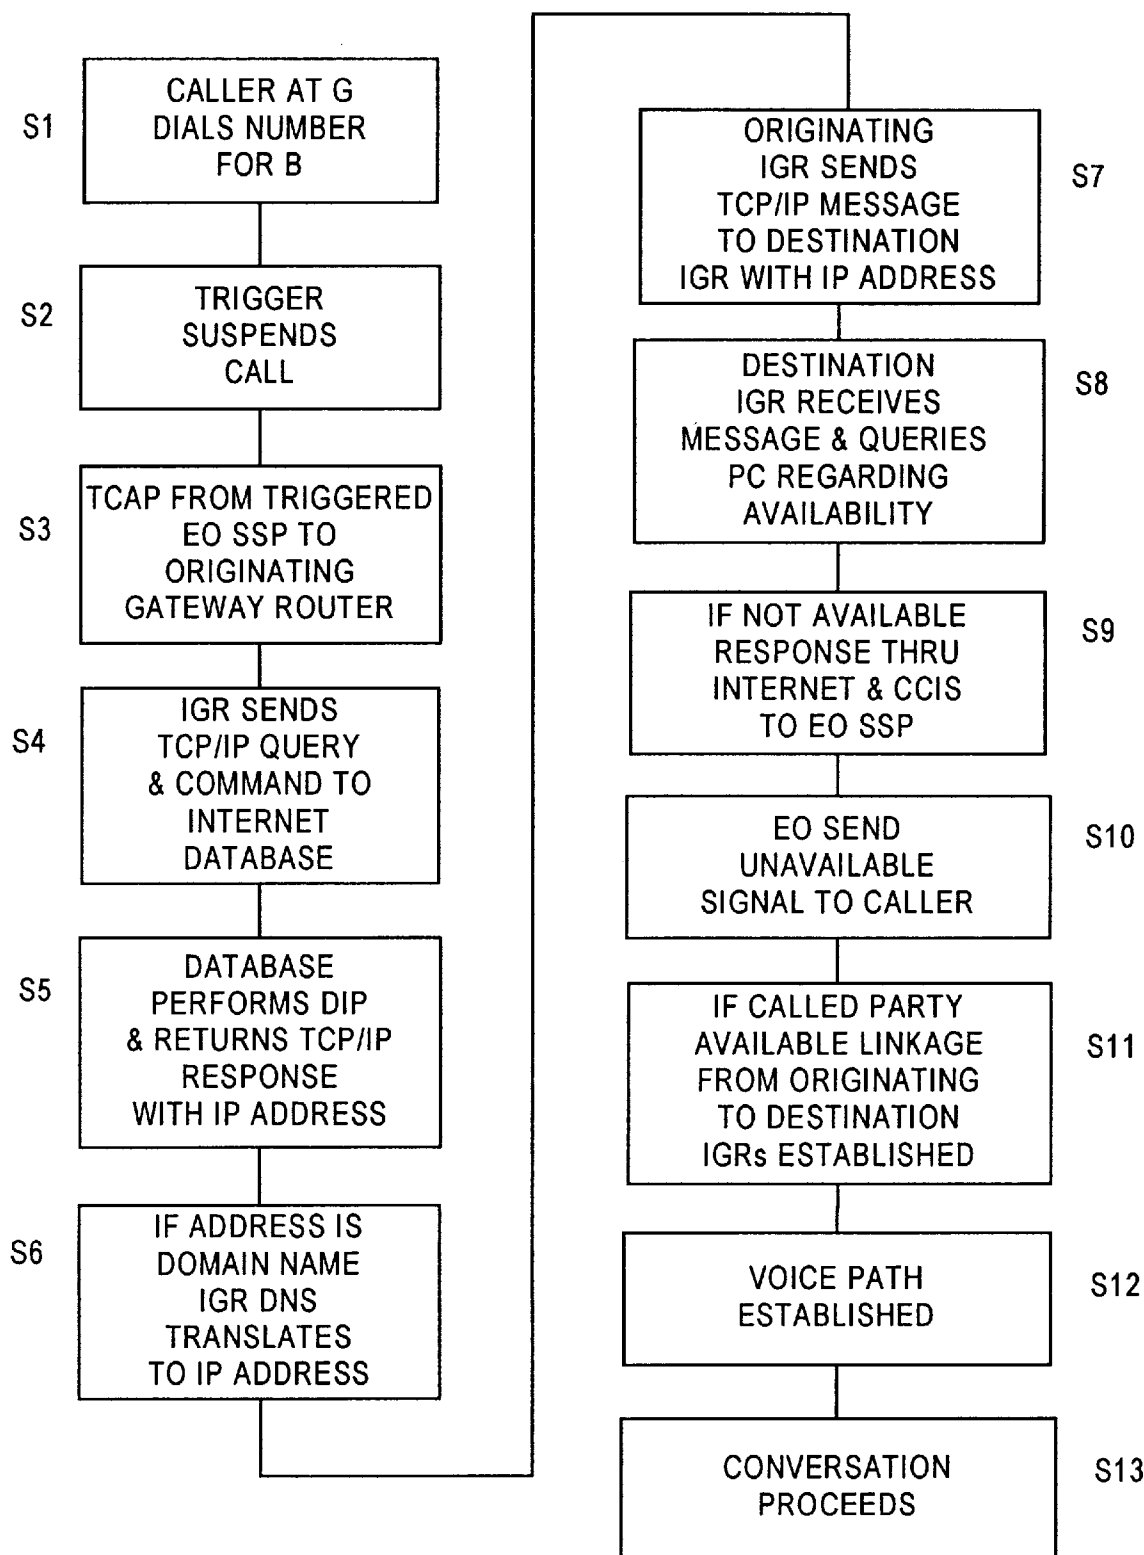 S1
CALLER AT G
DIALS NUMBER
FOR B
S2
TRIGGER
SUSPENDS
CALL
S3
TCAP FROM TRIGGERED
EO SSP TO
ORIGINATING
GATEWAY ROUTER
S4
IGR SENDS
TCP/IP QUERY
& COMMAND TO
INTERNET
DATABASE
S5
DATABASE
PERFORMS DIP
& RETURNS TCP/IP
RESPONSE
WITH IP ADDRESS
S6
IF ADDRESS IS
DOMAIN NAME
IGR DNS
TRANSLATES
TO IP ADDRESS
ORIGINATING
IGR SENDS
TCP/IP MESSAGE
TO DESTINATION
IGR WITH IP ADDRESS
S7
DESTINATION
IGR RECEIVES
MESSAGE & QUERIES
PC REGARDING
AVAILABILITY
S8
IF NOT AVAILABLE
RESPONSE THRU
INTERNET & CCIS
TO EO SSP
S9
EO SEND
UNAVAILABLE
SIGNAL TO CALLER
S10
IF CALLED PARTY
AVAILABLE LINKAGE
FROM ORIGINATING
TO DESTINATION
IGRs ESTABLISHED
S11
VOICE PATH
ESTABLISHED
S12
CONVERSATION
PROCEEDS
S13